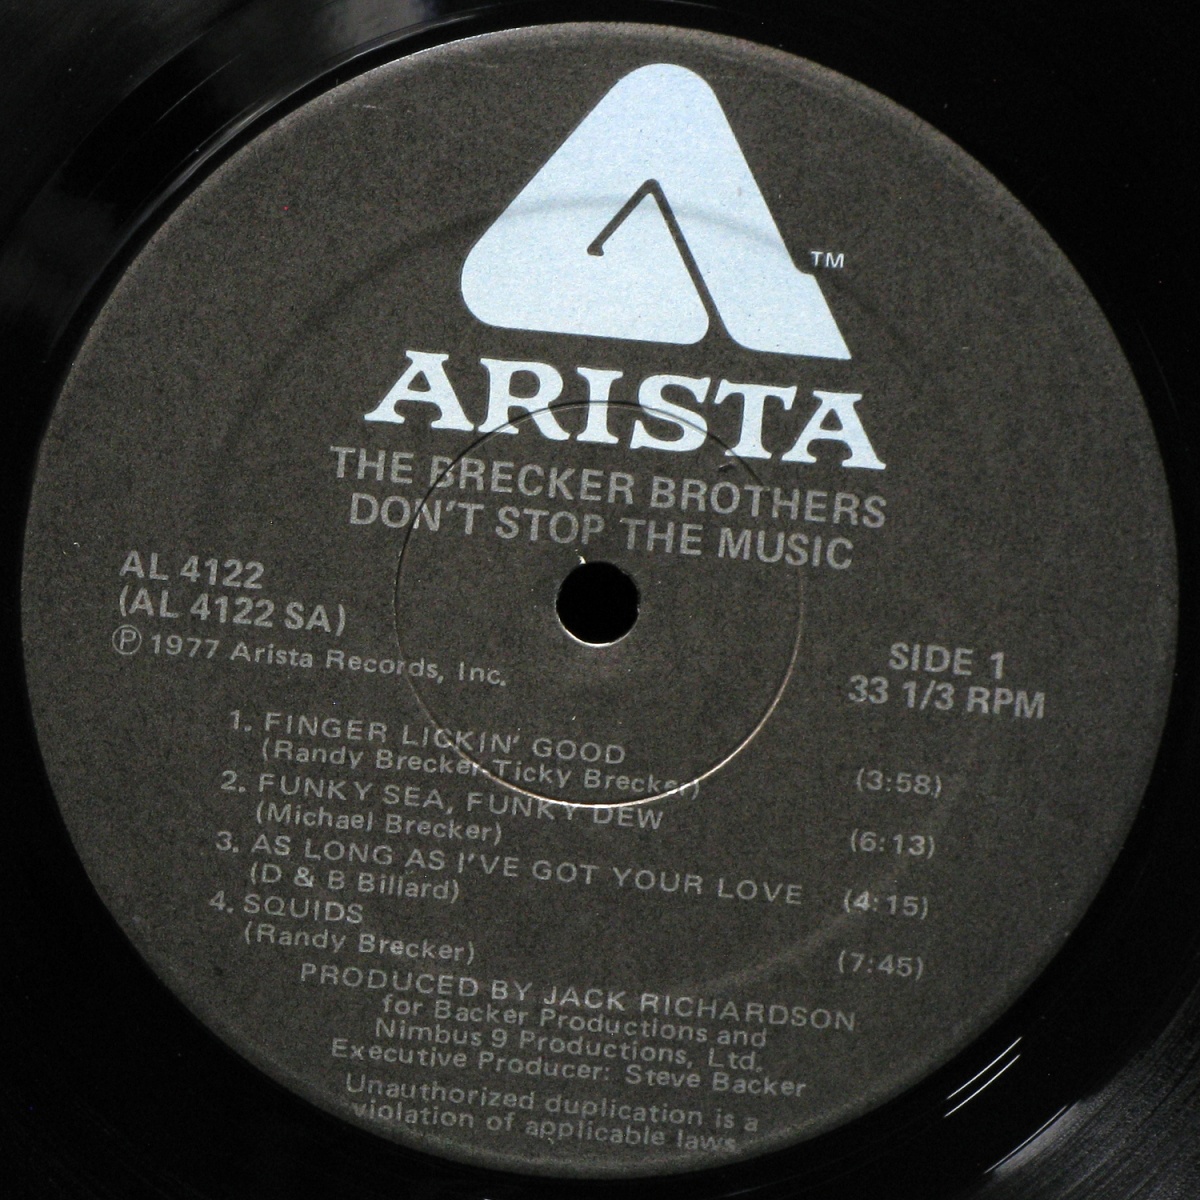 TM
ARISTA
THE BRECKER BROTHERS
DON'T STOP THE MUSIC
AL 4122
(AL 4122 SA)
Ⓟ 1977 Arista Records, Inc.
SIDE 1
33 1/3 RPM
1. FINGER LICKIN' GOOD
(Randy Brecker-Ticky Brecker) (3:58)
2. FUNKY SEA, FUNKY DEW
(Michael Brecker) (6:13)
3. AS LONG AS I'VE GOT YOUR LOVE
(D & B Billard) (4:15)
4. SQUIDS
(Randy Brecker) (7:45)
PRODUCED BY JACK RICHARDSON
for Backer Productions and
Nimbus 9 Productions, Ltd.
Executive Producer: Steve Backer
Unauthorized duplication is a
violation of applicable laws